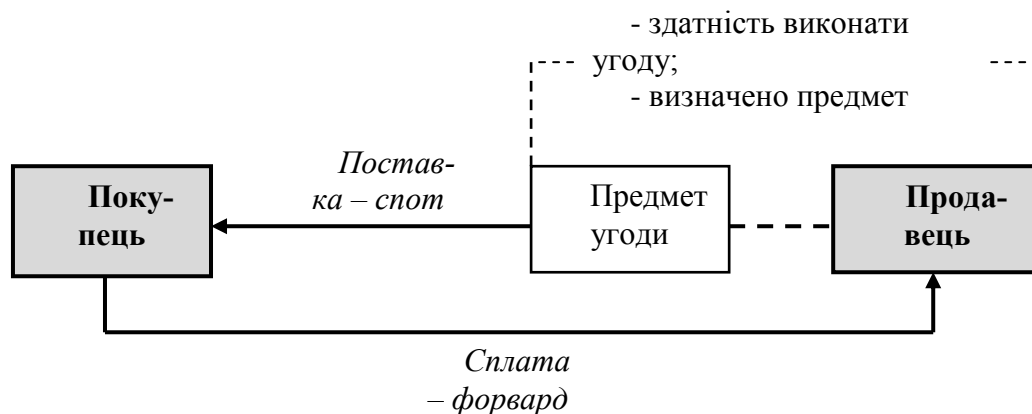 - здатність виконати
угоду;
- визначено предмет
Постав-
ка – спот
Поку-
пець
Предмет
угоди
Прода-
вець
Сплата
– форвард